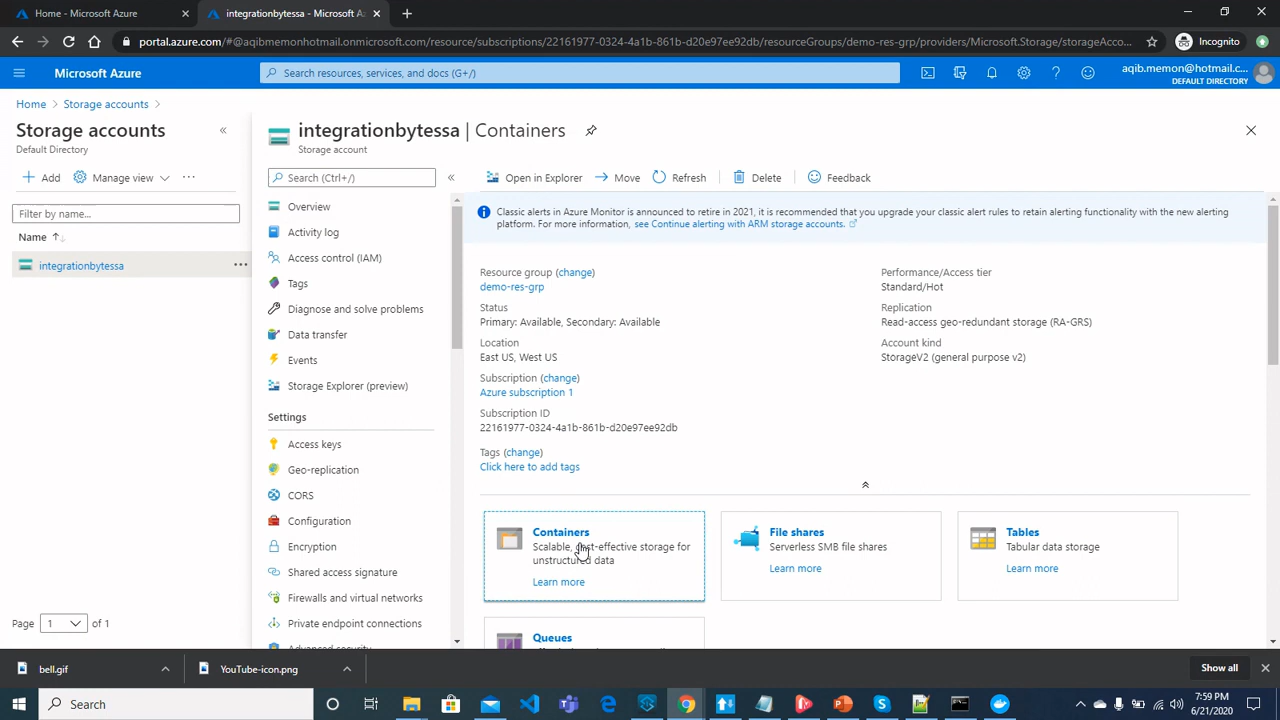 Home - Microsoft Azure
integrationbytessa - Microsoft A
portal.azure.com/#@aqibmemonhotmail.onmicrosoft.com/resource/subscriptions/22161977-0324-4a1b-861b-d20e97ee92db/resourceGroups/demo-res-grp/providers/Microsoft.Storage/storageAcco...
Incognito
Microsoft Azure
Search resources, services, and docs (G+/)
aqib.memon@hotmail.c...
DEFAULT DIRECTORY
Home > Storage accounts >
Storage accounts
Default Directory
Add
Manage view
Filter by name...
Name
integrationbytessa
Page 1 of 1
integrationbytessa | Containers
Storage account
Search (Ctrl+/)
Overview
Activity log
Access control (IAM)
Tags
Diagnose and solve problems
Data transfer
Events
Storage Explorer (preview)
Settings
Access keys
Geo-replication
CORS
Configuration
Encryption
Shared access signature
Firewalls and virtual networks
Private endpoint connections
Advanced security
Open in Explorer
Move
Refresh
Delete
Feedback
Classic alerts in Azure Monitor is announced to retire in 2021, it is recommended that you upgrade your classic alert rules to retain alerting functionality with the new alerting
platform. For more information, see Continue alerting with ARM storage accounts.
Resource group (change)
demo-res-grp
Status
Primary: Available, Secondary: Available
Location
East US, West US
Subscription (change)
Azure subscription 1
Subscription ID
22161977-0324-4a1b-861b-d20e97ee92db
Tags (change)
Click here to add tags
Performance/Access tier
Standard/Hot
Replication
Read-access geo-redundant storage (RA-GRS)
Account kind
StorageV2 (general purpose v2)
Containers
Scalable, cost-effective storage for
unstructured data
Learn more
File shares
Serverless SMB file shares
Learn more
Tables
Tabular data storage
Learn more
Queues
bell.gif
YouTube-icon.png
Show all
Search
7:59 PM
6/21/2020